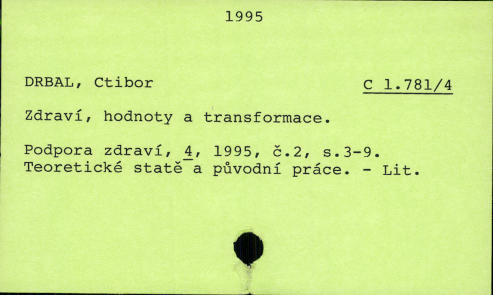 1995
DRBAL, Ctibor C 1.781/4
Zdraví, hodnoty a transformace.
Podpora zdraví, 4, 1995, č.2, s.3-9.
Teoretické statě a původní práce. - Lit.